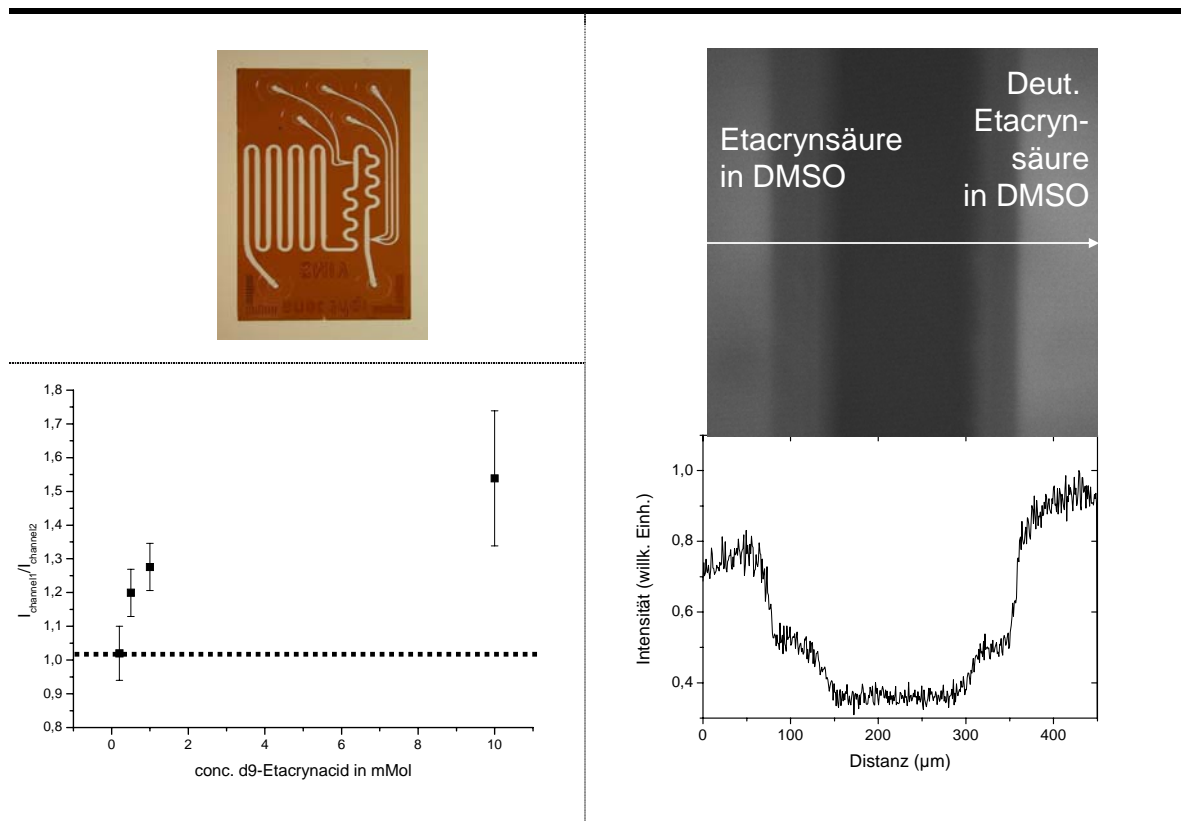 Etacrynsäure
in DMSO
Deut.
Etacryn-
säure
in DMSO
1,8
1,7
1,6
1,5
1,4
1,3
1,2
1,1
1,0
0,9
0,8
I channel1/I channel2
0
2
4
6
8
10
conc. d9-Etacrynacid in mMol
1,0
0,8
0,6
0,4
Intensität (willk. Einh.)
0
100
200
300
400
Distanz (µm)